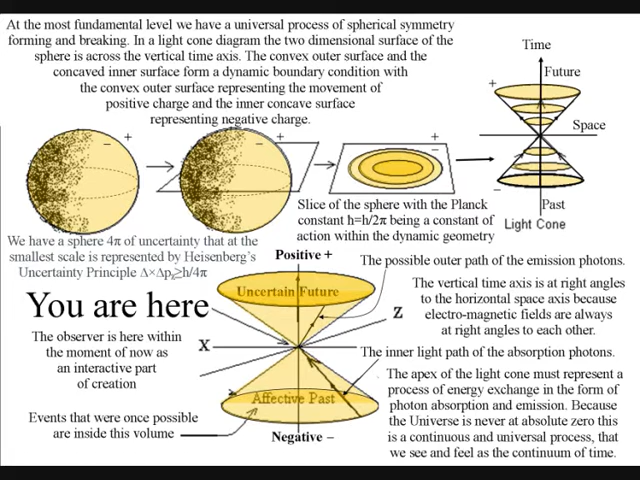 At the most fundamental level we have a universal process of spherical symmetry
forming and breaking. In a light cone diagram the two dimensional surface of the
sphere is across the vertical time axis. The convex outer surface and the
concaved inner surface form a dynamic boundary condition with
the convex outer surface representing the movement of
positive charge and the inner concave surface
representing negative charge.
Time
Future
+
Space
−
Past
Light Cone
− +
− +
+
−
Slice of the sphere with the Planck
constant ħ=h/2π being a constant of
action within the dynamic geometry
We have a sphere 4π of uncertainty that at the
smallest scale is represented by Heisenberg's
Uncertainty Principle Δ×Δpᵪ≥h/4π
Positive +
The possible outer path of the emission photons.
Uncertain Future
The vertical time axis is at right angles
to the horizontal space axis because
electro-magnetic fields are always
at right angles to each other.
You are here
Z
X
The observer is here within
the moment of now as
an interactive part
of creation
The inner light path of the absorption photons.
The apex of the light cone must represent a
process of energy exchange in the form of
photon absorption and emission. Because
the Universe is never at absolute zero this
is a continuous and universal process, that
we see and feel as the continuum of time.
Affective Past
Events that were once possible
are inside this volume
Negative −